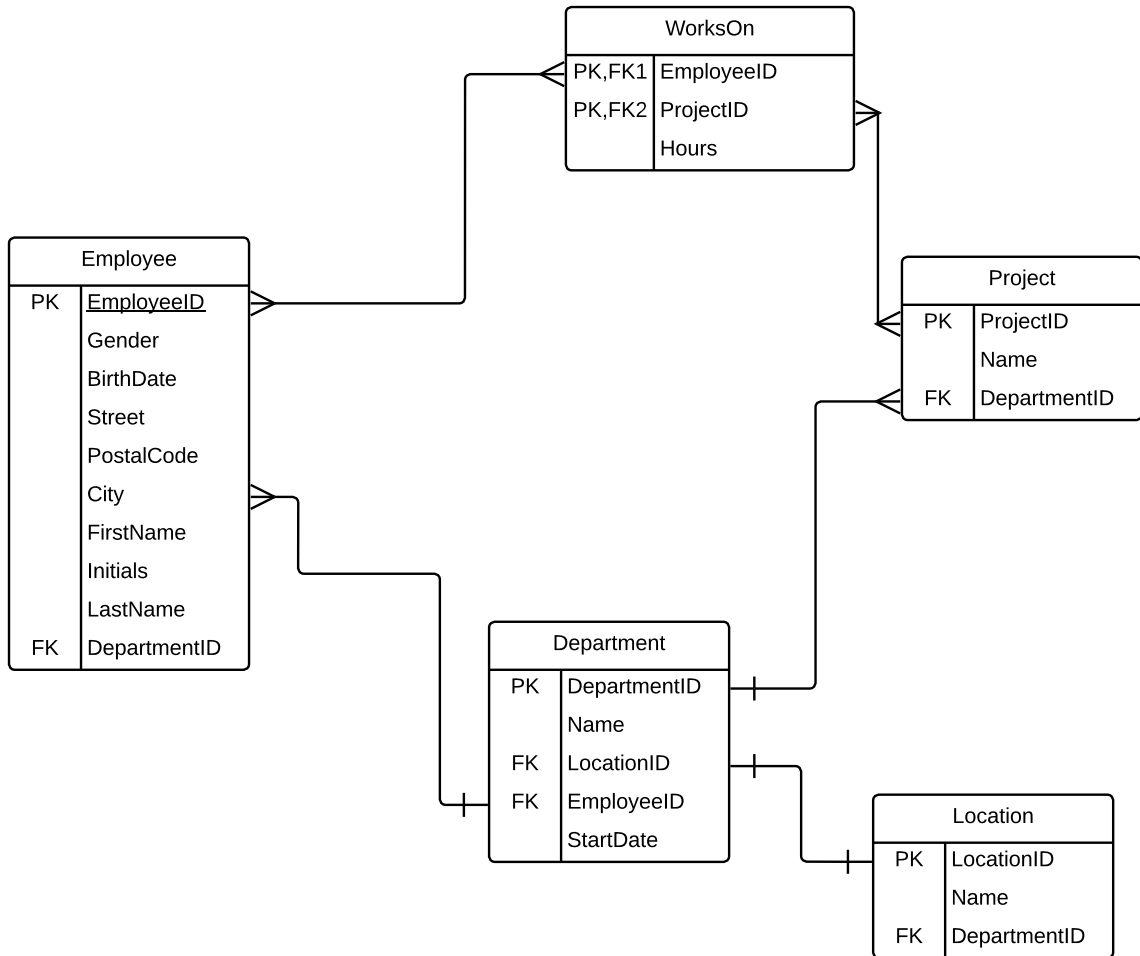 WorksOn
PK,FK1 EmployeeID
PK,FK2 ProjectID
Hours
Employee
PK EmployeeID
Gender
BirthDate
Street
PostalCode
City
FirstName
Initials
LastName
FK DepartmentID
Project
PK ProjectID
Name
FK DepartmentID
Department
PK DepartmentID
Name
FK LocationID
FK EmployeeID
StartDate
Location
PK LocationID
Name
FK DepartmentID